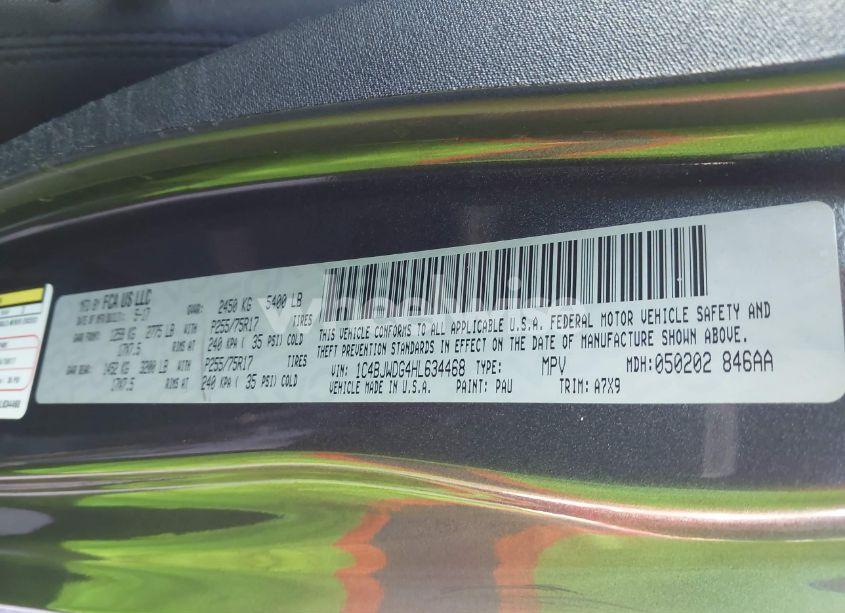 MFD BY FCA US LLC
5-17
GVWR: 2450 KG 5400 LB
GAWR FRONT: 1259 KG 2775 LB WITH P255/75R17 TIRES
17X7.5 RIMS AT 240 KPA ( 35 PSI) COLD
GAWR REAR: 1452 KG 3200 LB WITH P255/75R17 TIRES
17X7.5 RIMS AT 240 KPA ( 35 PSI) COLD
THIS VEHICLE CONFORMS TO ALL APPLICABLE U.S.A. FEDERAL MOTOR VEHICLE SAFETY AND
THEFT PREVENTION STANDARDS IN EFFECT ON THE DATE OF MANUFACTURE SHOWN ABOVE.
VIN: 1C4BJWDG4HL634468 TYPE: MPV MDH: 050202 846AA
VEHICLE MADE IN U.S.A. PAINT: PAU TRIM: A7X9